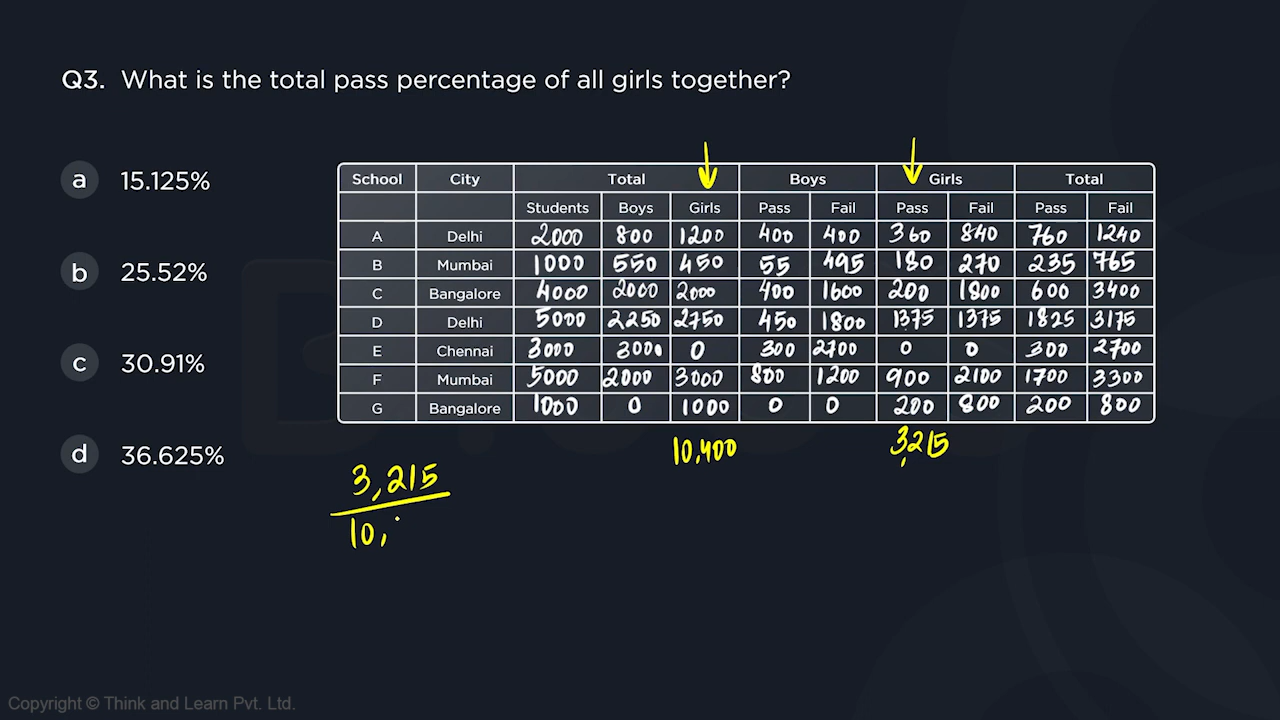 Q3. What is the total pass percentage of all girls together?
a 15.125%
b 25.52%
c 30.91%
d 36.625%
School City Total Boys Girls Total
Students Boys Girls Pass Fail Pass Fail Pass Fail
A Delhi 2000 800 1200 400 400 360 840 760 1240
B Mumbai 1000 550 450 55 495 180 270 235 765
C Bangalore 4000 2000 2000 400 1600 200 1800 600 3400
D Delhi 5000 2250 2750 450 1800 1375 1375 1825 3175
E Chennai 3000 3000 0 300 2700 0 0 300 2700
F Mumbai 5000 2000 3000 800 1200 900 2100 1700 3300
G Bangalore 1000 0 1000 0 0 200 800 200 800
10,400 3,215
3,215
10,
Copyright © Think and Learn Pvt. Ltd.